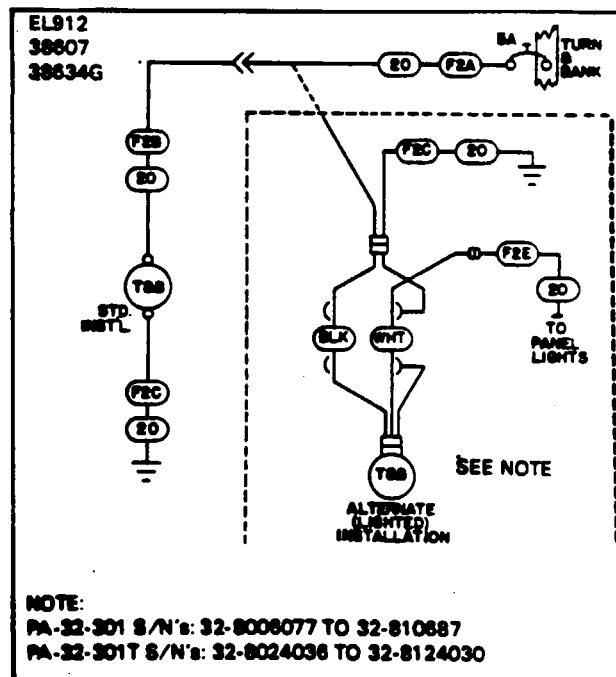 EL912
38607
38634G
5A
TURN
&
BANK
20
F2A
F2B
20
F2C
20
T&B
STD.
INSTL
F2E
20
TO
PANEL
LIGHTS
BLK
WHT
F2C
20
T&B
SEE NOTE
ALTERNATE
(LIGHTED)
INSTALLATION
NOTE:
PA-32-301 S/N's: 32-8006077 TO 32-810687
PA-32-301T S/N's: 32-8024036 TO 32-8124030